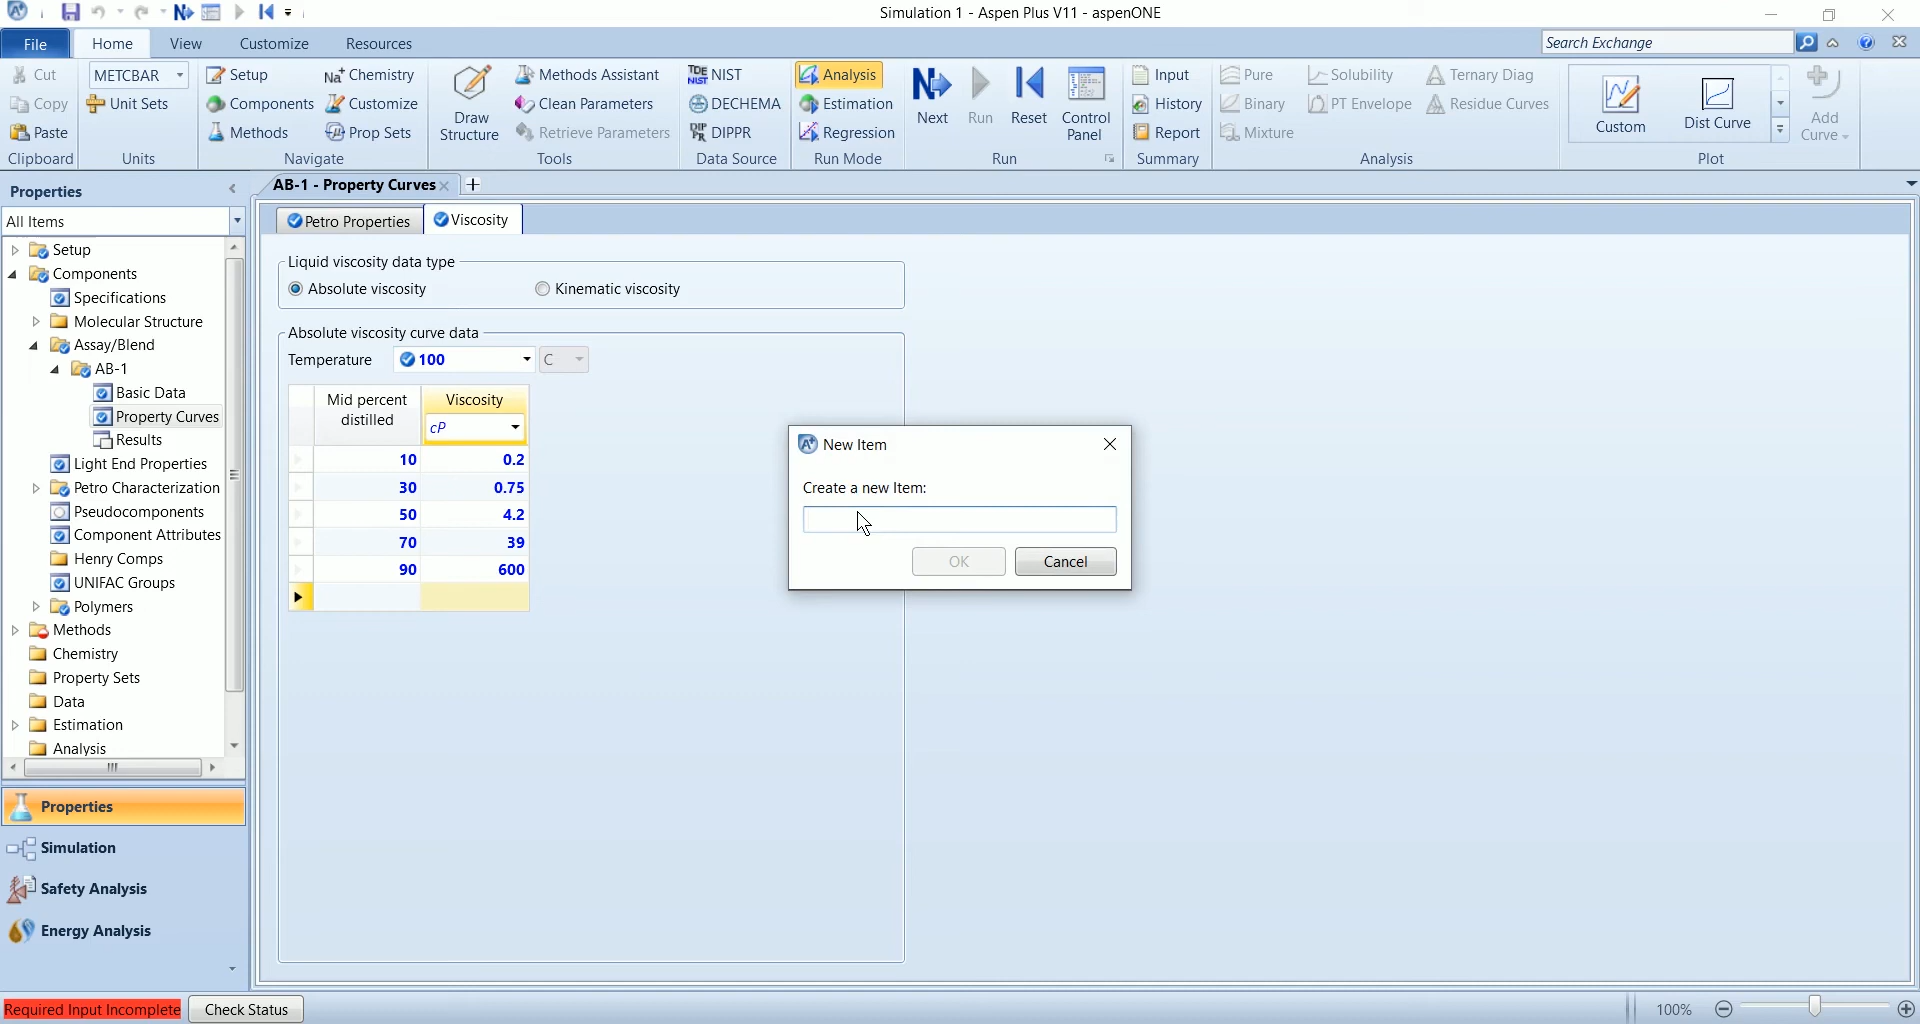 Simulation 1 - Aspen Plus V11 - aspenONE
File
Home
View
Customize
Resources
Search Exchange
Cut
Copy
Paste
Clipboard
METCBAR
Unit Sets
Units
Setup
Components
Methods
Na+ Chemistry
Customize
Prop Sets
Navigate
Draw
Structure
Methods Assistant
Clean Parameters
Retrieve Parameters
Tools
NIST
DECHEMA
DIPPR
Data Source
Analysis
Estimation
Regression
Run Mode
Next
Run
Reset
Control
Panel
Run
Input
History
Report
Summary
Pure
Binary
Mixture
Solubility
PT Envelope
Ternary Diag
Residue Curves
Analysis
Custom
Dist Curve
Add
Curve
Plot
Properties
All Items
Setup
Components
Specifications
Molecular Structure
Assay/Blend
AB-1
Basic Data
Property Curves
Results
Light End Properties
Petro Characterization
Pseudocomponents
Component Attributes
Henry Comps
UNIFAC Groups
Polymers
Methods
Chemistry
Property Sets
Data
Estimation
Analysis
Properties
Simulation
Safety Analysis
Energy Analysis
AB-1 - Property Curves
Petro Properties
Viscosity
Liquid viscosity data type
Absolute viscosity
Kinematic viscosity
Absolute viscosity curve data
Temperature 100 C
Mid percent
distilled
Viscosity
cP
10 0.2
30 0.75
50 4.2
70 39
90 600
New Item
Create a new Item:
OK
Cancel
Required Input Incomplete
Check Status
100%